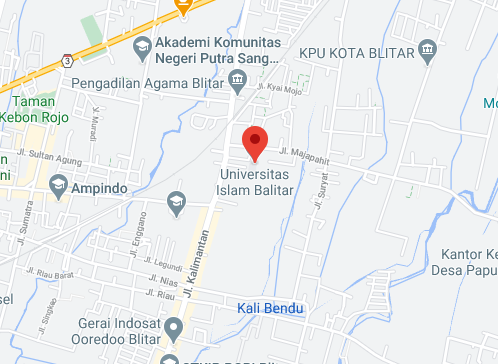 Akademi Komunitas
Negeri Putra Sang...
KPU KOTA BLITAR
3
Pengadilan Agama Blitar
Jl. Kyai Mojo
Taman
Kebon Rojo
Jl. Muradi
Jl. Majapahit
Jl. Sultan Agung
Universitas
Islam Balitar
Ampindo
Jl. Suryat
Jl. Sumatra
Jl. Enggano
Jl. Kalimantan
Jl. Legundi
Jl. Nias
Jl. Riau Barat
Jl. Riau
Kantor Ke
Desa Papu
Kali Bendu
Jl. Singkep
Gerai Indosat
Ooredoo Blitar